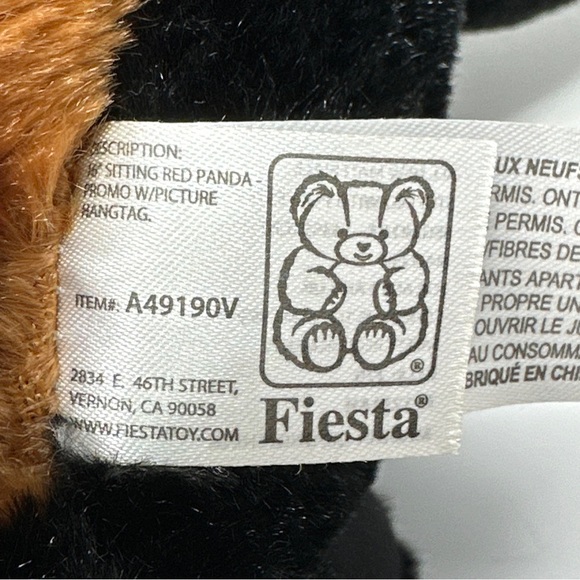 DESCRIPTION:
16" SITTING RED PANDA -
PROMO W/PICTURE
HANGTAG.
ITEM#: A49190V
2834 E. 46TH STREET,
VERNON, CA 90058
WWW.FIESTATOY.COM
®
Fiesta®
UX NEUFS
RMIS. ONT
PERMIS.
/FIBRES DE
ANTS APART
PROPRE UN
OUVRIR LE
AU CONSOMM
BRIQUÉ EN CHI